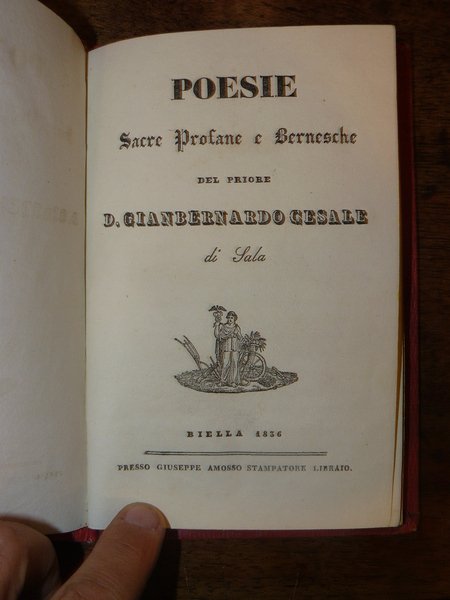 POESIE
Sacre Profane e Bernesche
DEL PRIORE
D. GIANBERNARDO CESALE
di Sala
BIELLA 1836
PRESSO GIUSEPPE AMOSSO STAMPATORE LIBRAIO.